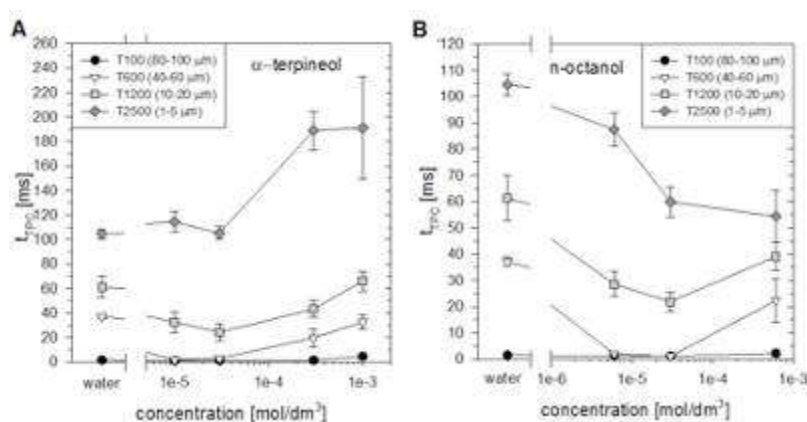 A
α-terpineol
T100 (80-100 μm)
T600 (40-60 μm)
T1200 (10-20 μm)
T2500 (1-5 μm)
260
240
220
200
180
160
140
120
100
80
60
40
20
0
t_TPC [ms]
water
1e-5
1e-4
1e-3
concentration [mol/dm³]
B
n-octanol
T100 (80-100 μm)
T600 (40-60 μm)
T1200 (10-20 μm)
T2500 (1-5 μm)
120
110
100
90
80
70
60
50
40
30
20
10
0
t_TPC [ms]
water
1e-6
1e-5
1e-4
1e-3
concentration [mol/dm³]